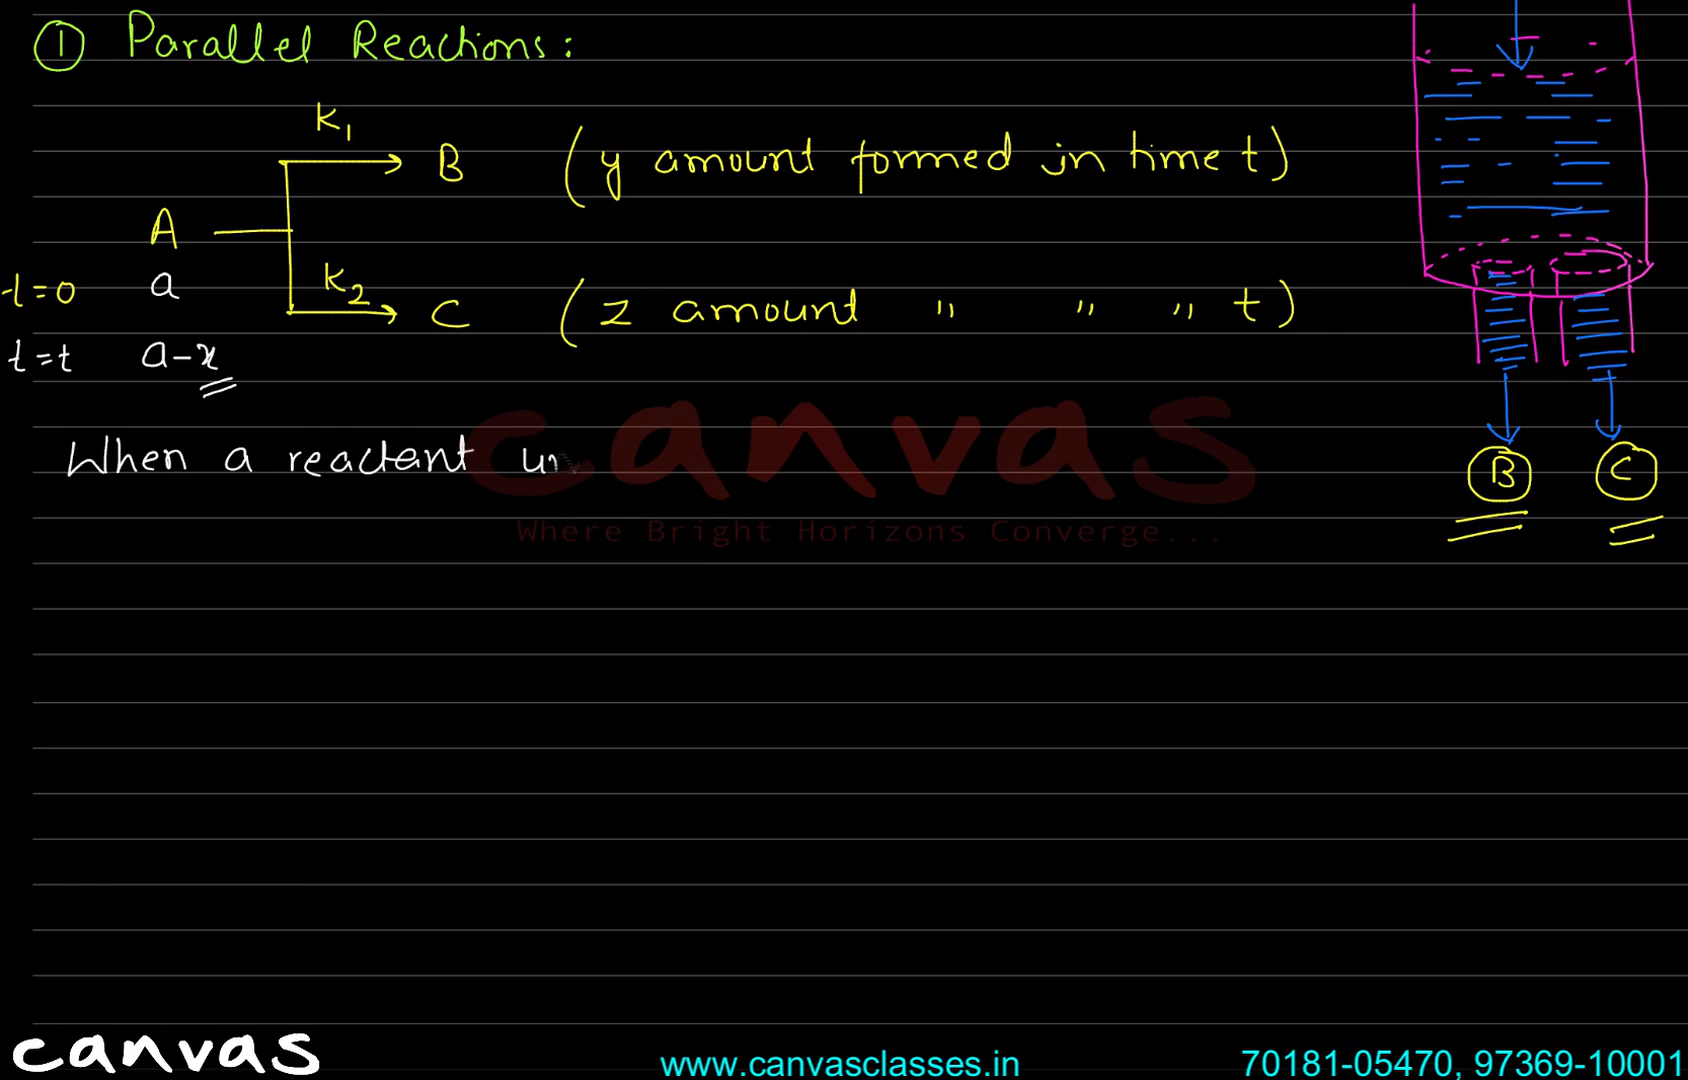 ① Parallel Reactions:
K₁
B (y amount formed in time t)
A
K₂
t=0 a
C (z amount " " " t)
t=t a-x
B C
When a reactant un
canvas
Where Bright Horizons Converge...
canvas www.canvasclasses.in 70181-05470, 97369-10001